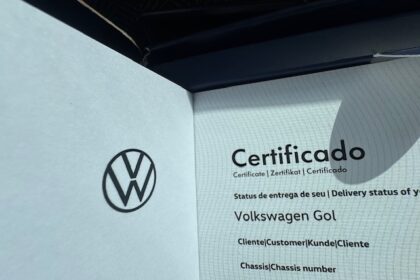 Certificado
Certificate | Zertifikat | Certificado
Status de entrega de seu | Delivery status of
Volkswagen Gol
Cliente|Customer|Kunde|Cliente
Chassis|Chassis number